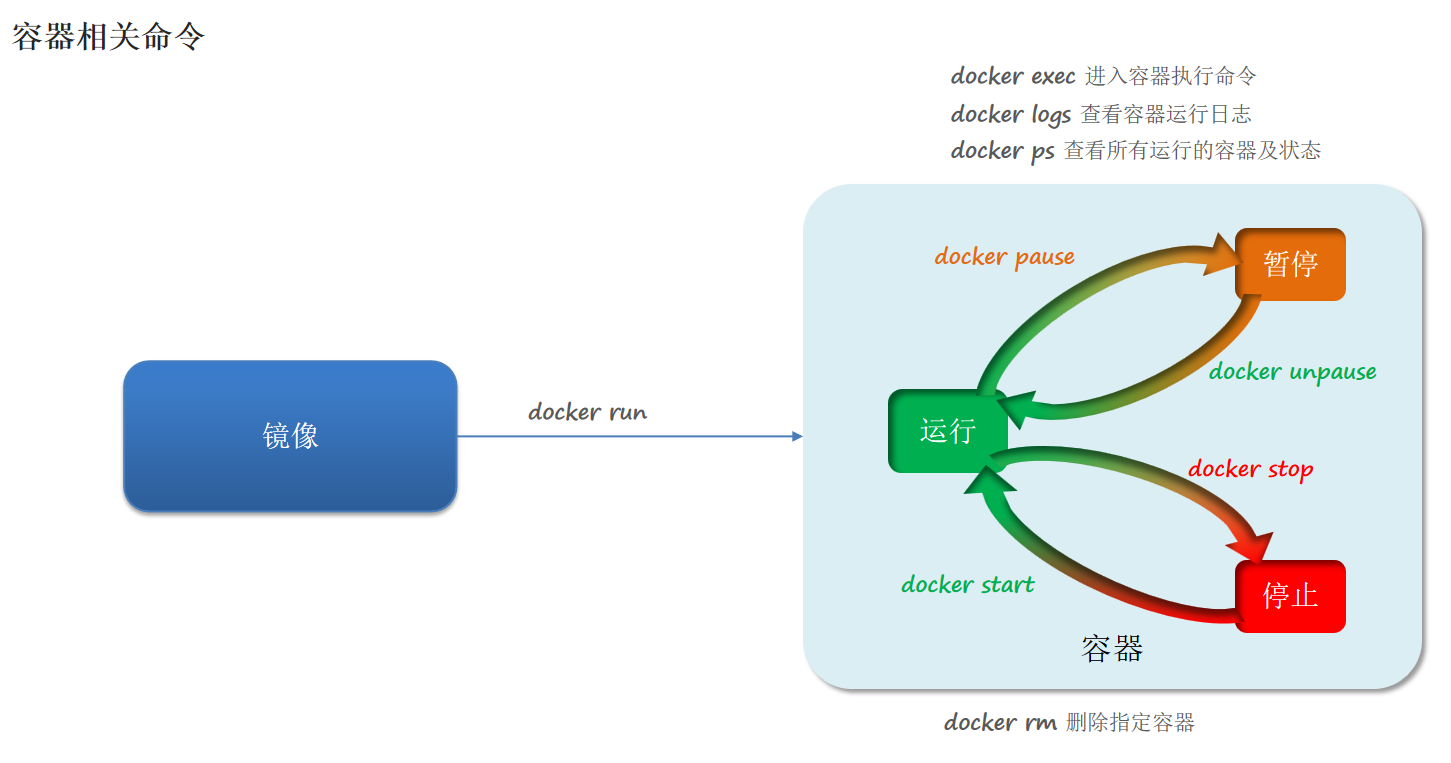 容器相关命令
docker exec 进入容器执行命令
docker logs 查看容器运行日志
docker ps 查看所有运行的容器及状态
docker pause
暂停
docker unpause
镜像
docker run
运行
docker stop
docker start
停止
容器
docker rm 删除指定容器